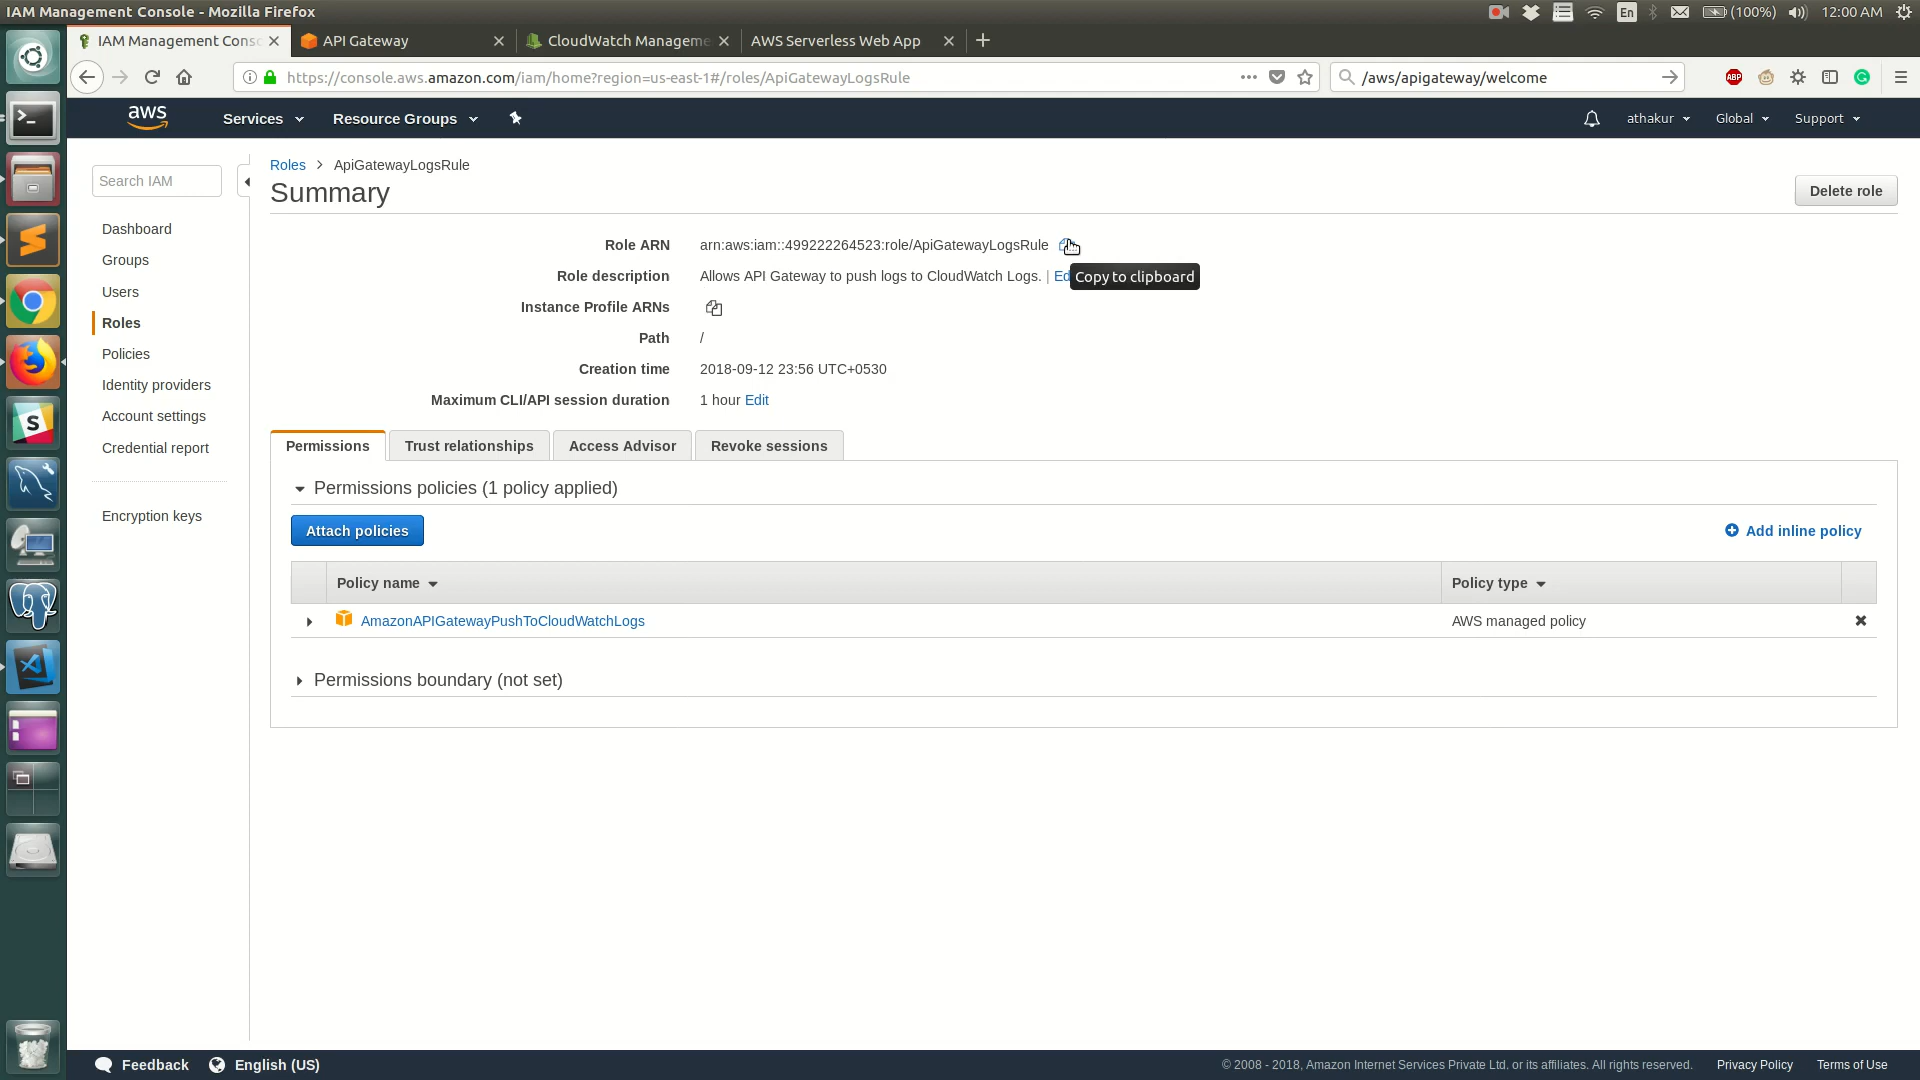 IAM Management Console - Mozilla Firefox
En
(100%)
12:00 AM
IAM Management Consc
API Gateway
CloudWatch Manageme
AWS Serverless Web App
https://console.aws.amazon.com/iam/home?region=us-east-1#/roles/ApiGatewayLogsRule
/aws/apigateway/welcome
ABP
aws
Services
Resource Groups
athakur
Global
Support
Search IAM
Dashboard
Groups
Users
Roles
Policies
Identity providers
Account settings
Credential report
Encryption keys
Roles > ApiGatewayLogsRule
Summary
Delete role
Role ARN arn:aws:iam::499222264523:role/ApiGatewayLogsRule
Role description Allows API Gateway to push logs to CloudWatch Logs. | Ed
Copy to clipboard
Instance Profile ARNs
Path /
Creation time 2018-09-12 23:56 UTC+0530
Maximum CLI/API session duration 1 hour Edit
Permissions
Trust relationships
Access Advisor
Revoke sessions
Permissions policies (1 policy applied)
Attach policies
Add inline policy
Policy name
Policy type
AmazonAPIGatewayPushToCloudWatchLogs
AWS managed policy
Permissions boundary (not set)
Feedback
English (US)
© 2008 - 2018, Amazon Internet Services Private Ltd. or its affiliates. All rights reserved.
Privacy Policy
Terms of Use